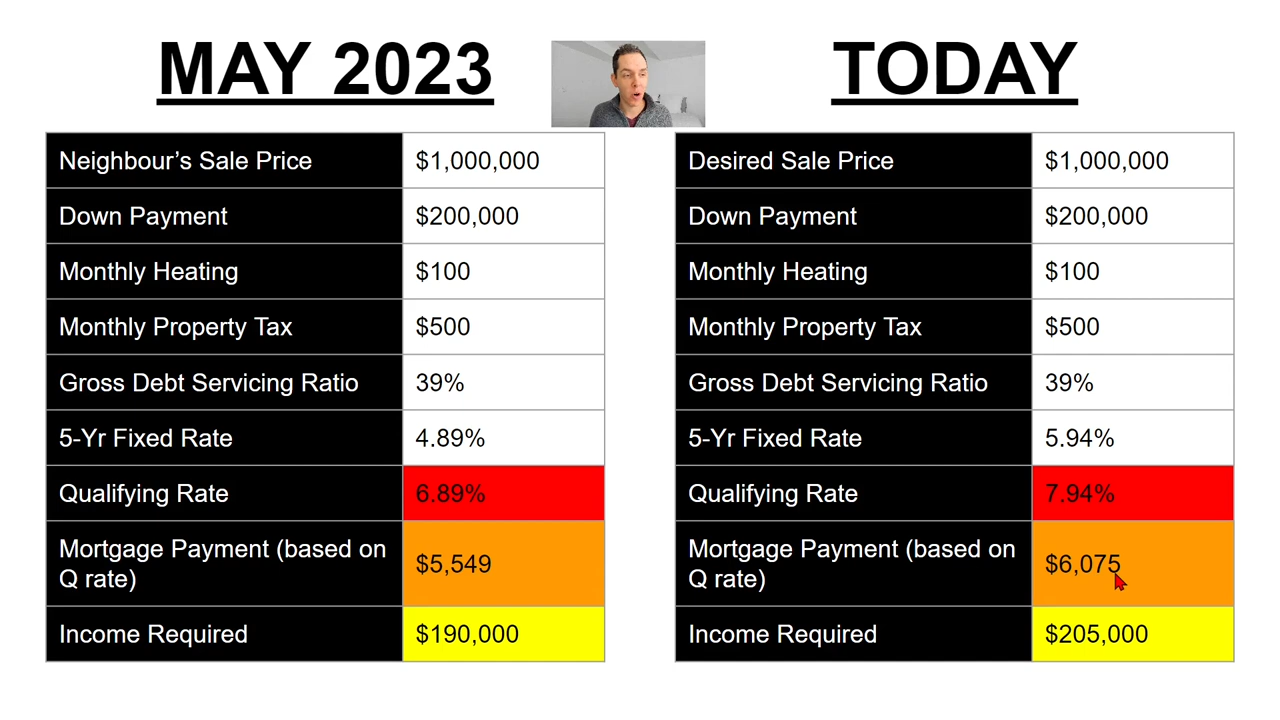 MAY 2023
Neighbour's Sale Price $1,000,000
Down Payment $200,000
Monthly Heating $100
Monthly Property Tax $500
Gross Debt Servicing Ratio 39%
5-Yr Fixed Rate 4.89%
Qualifying Rate 6.89%
Mortgage Payment (based on
Q rate) $5,549
Income Required $190,000
TODAY
Desired Sale Price $1,000,000
Down Payment $200,000
Monthly Heating $100
Monthly Property Tax $500
Gross Debt Servicing Ratio 39%
5-Yr Fixed Rate 5.94%
Qualifying Rate 7.94%
Mortgage Payment (based on
Q rate) $6,075
Income Required $205,000